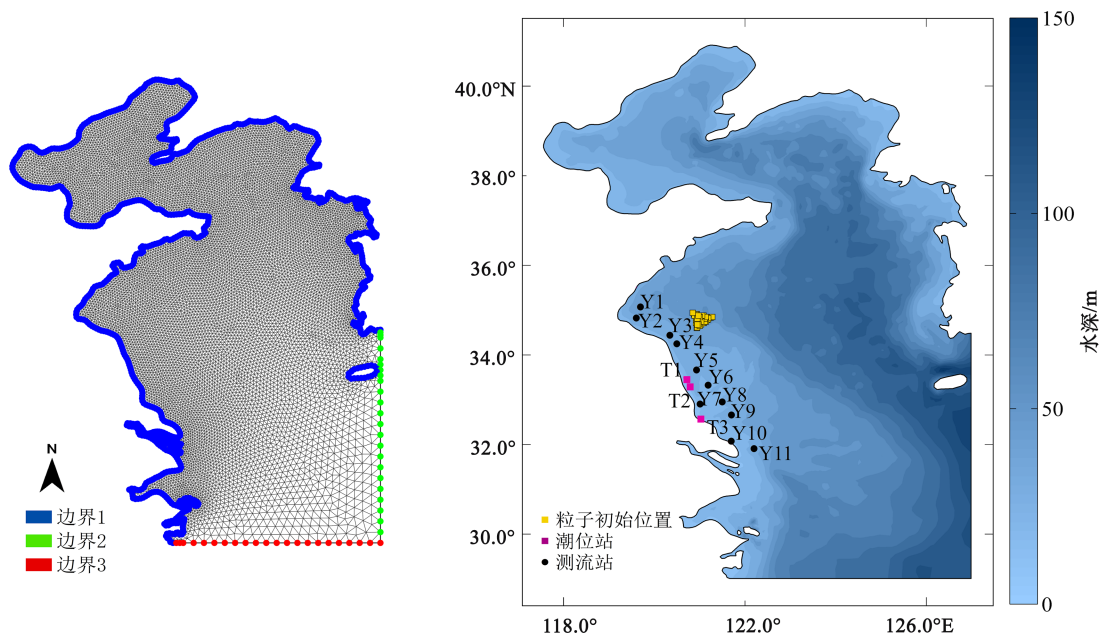 N
边界1
边界2
边界3
40.0°N
38.0°
36.0°
34.0°
32.0°
30.0°
118.0°
122.0°
126.0°E
Y1
Y2
Y3
Y4
Y5
T1
Y6
T2
Y7
Y8
Y9
T3
Y10
Y11
粒子初始位置
潮位站
测流站
150
100
50
0
水深/m